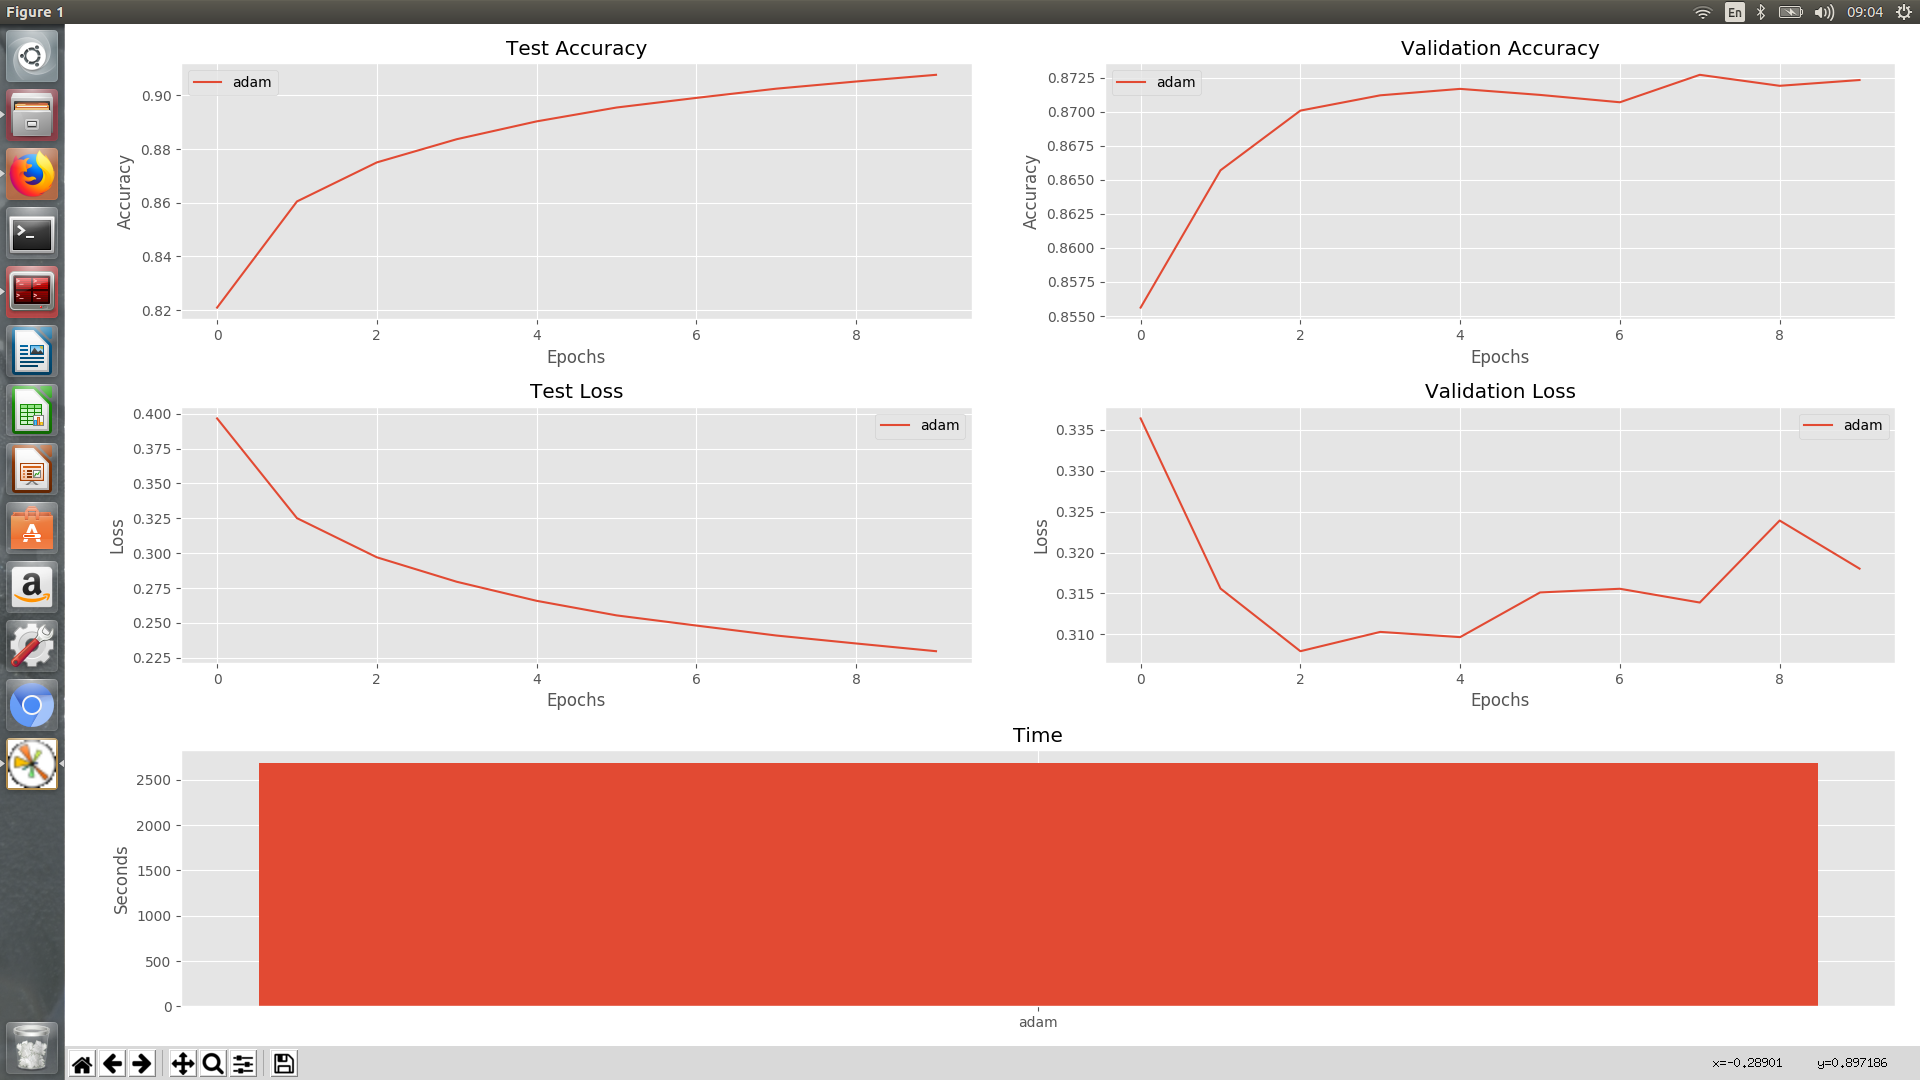 Figure 1
En
09:04
Test Accuracy
adam
0.90
0.88
0.86
0.84
0.82
Accuracy
0 2 4 6 8
Epochs
Validation Accuracy
adam
0.8725
0.8700
0.8675
0.8650
0.8625
0.8600
0.8575
0.8550
Accuracy
0 2 4 6 8
Epochs
Test Loss
adam
0.400
0.375
0.350
0.325
0.300
0.275
0.250
0.225
Loss
0 2 4 6 8
Epochs
Validation Loss
adam
0.335
0.330
0.325
0.320
0.315
0.310
Loss
0 2 4 6 8
Epochs
Time
2500
2000
1500
1000
500
0
Seconds
adam
x=-0.28901 y=0.897186